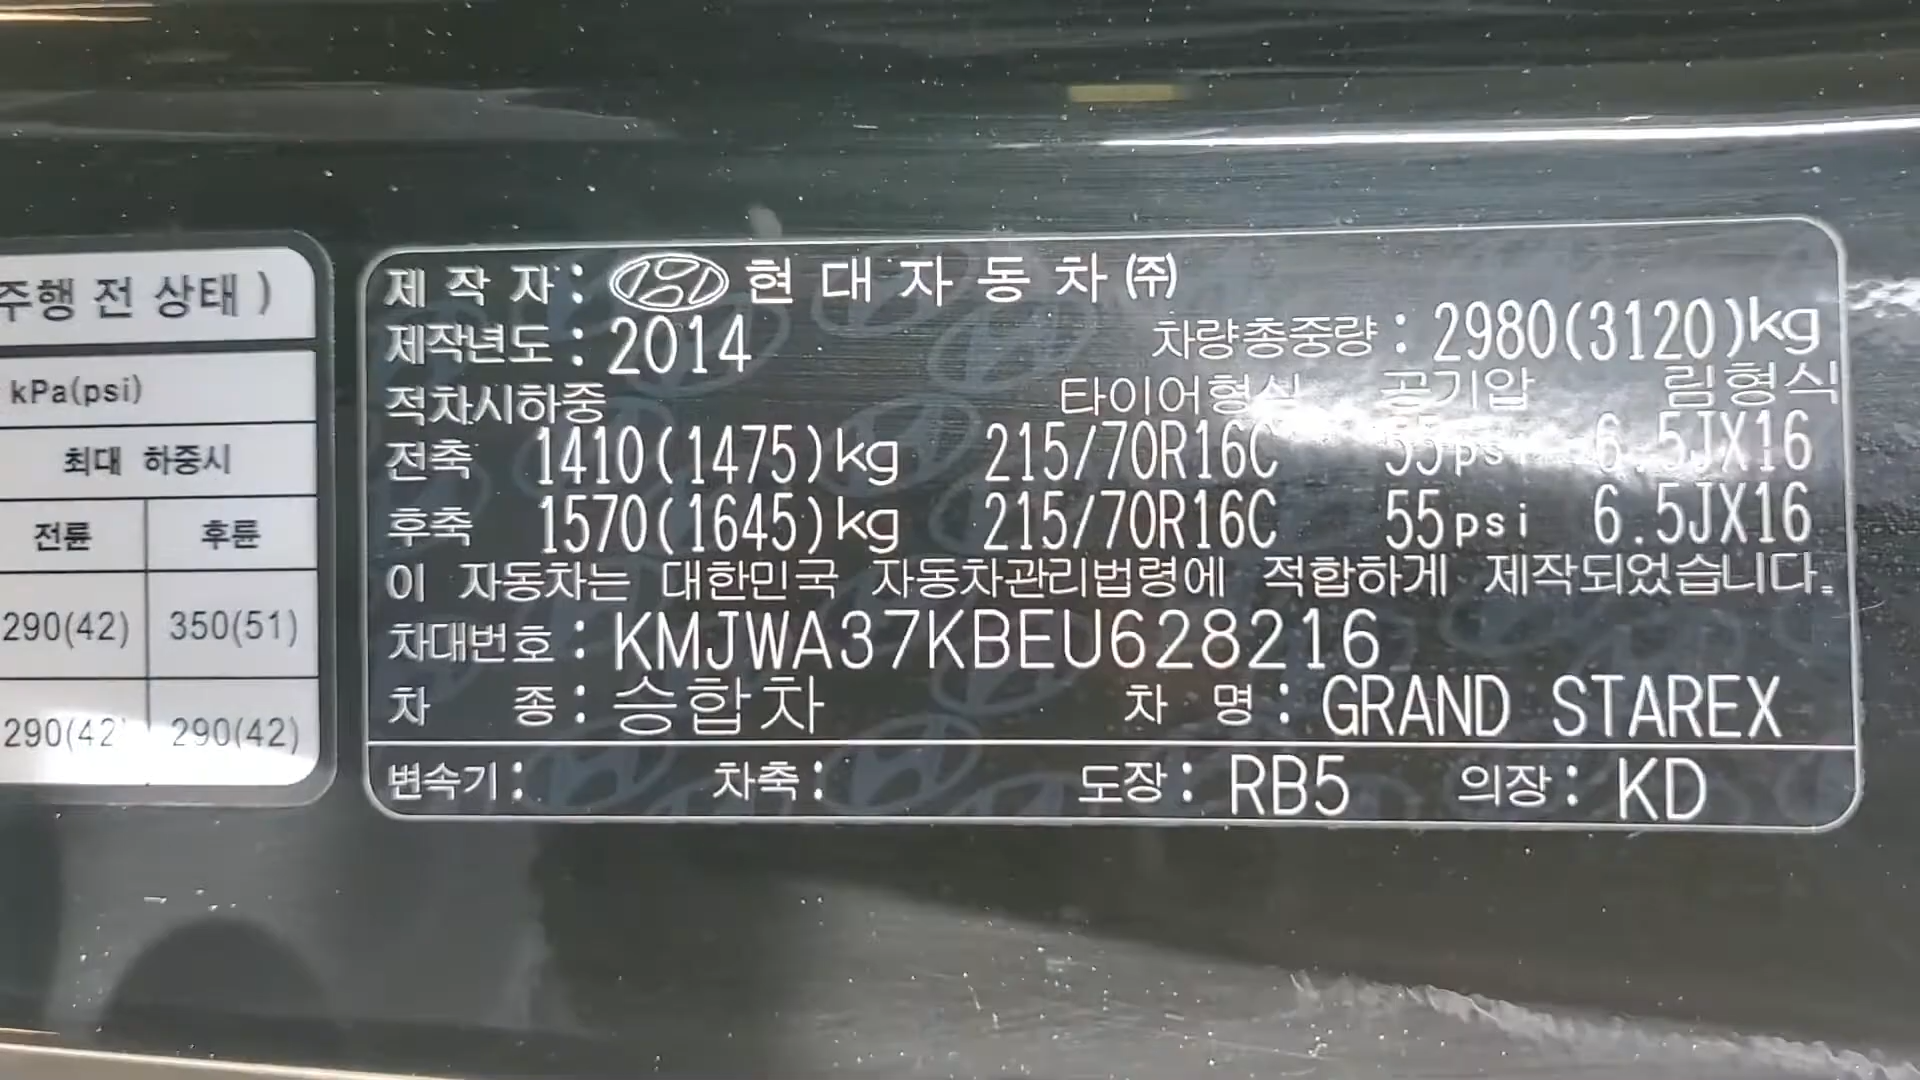 주행 전 상태 )
kPa(psi)
최대 하중시
전륜 후륜
290(42) 350(51)
290(42) 290(42)
제 작 자 : 현 대 자 동 차 ㈜
제작년도 : 2014 차량총중량 : 2980(3120)kg
적차시하중 타이어형식 공기압 림형식
전축 1410(1475)kg 215/70R16C 55psi 6.5JX16
후축 1570(1645)kg 215/70R16C 55psi 6.5JX16
이 자동차는 대한민국 자동차관리법령에 적합하게 제작되었습니다.
차대번호 : KMJWA37KBEU628216
차 종 : 승합차 차 명 : GRAND STAREX
변속기 : 차축 : 도장 : RB5 의장 : KD